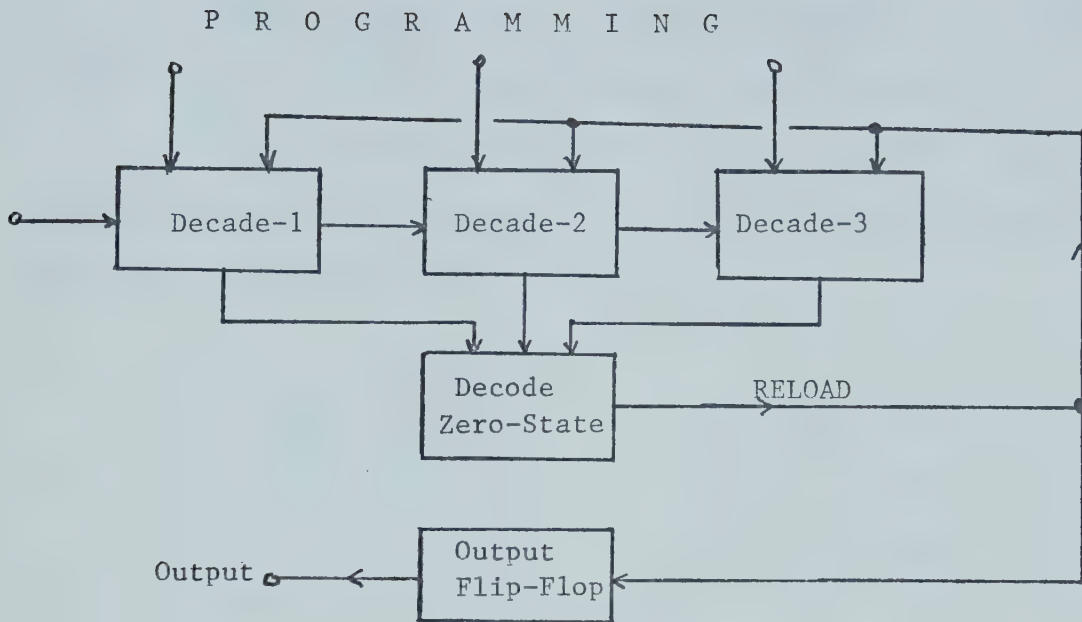 P R O G R A M M I N G
Decade-1
Decade-2
Decade-3
Decode
Zero-State
RELOAD
Output
Output
Flip-Flop